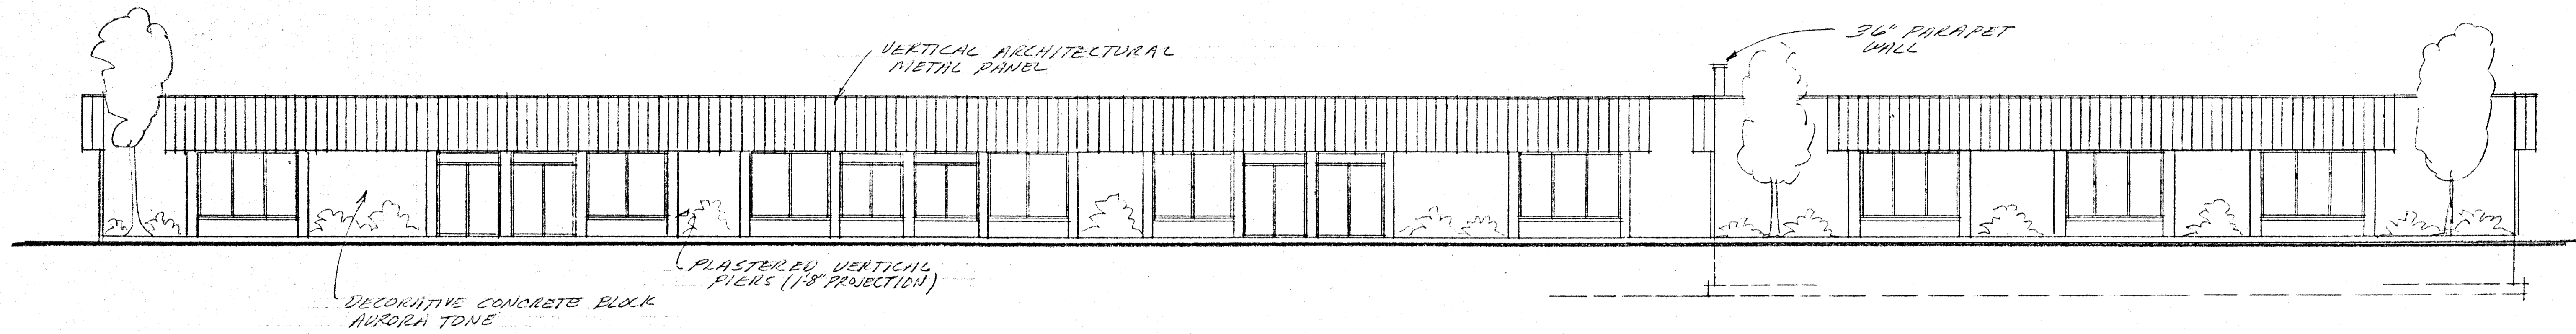 VERTICAL ARCHITECTURAL
METAL PANEL
36" PARAPET
WALL
PLASTERED VERTICAL
PIERS (1'8" PROJECTION)
DECORATIVE CONCRETE BLOCK
AURORA TONE